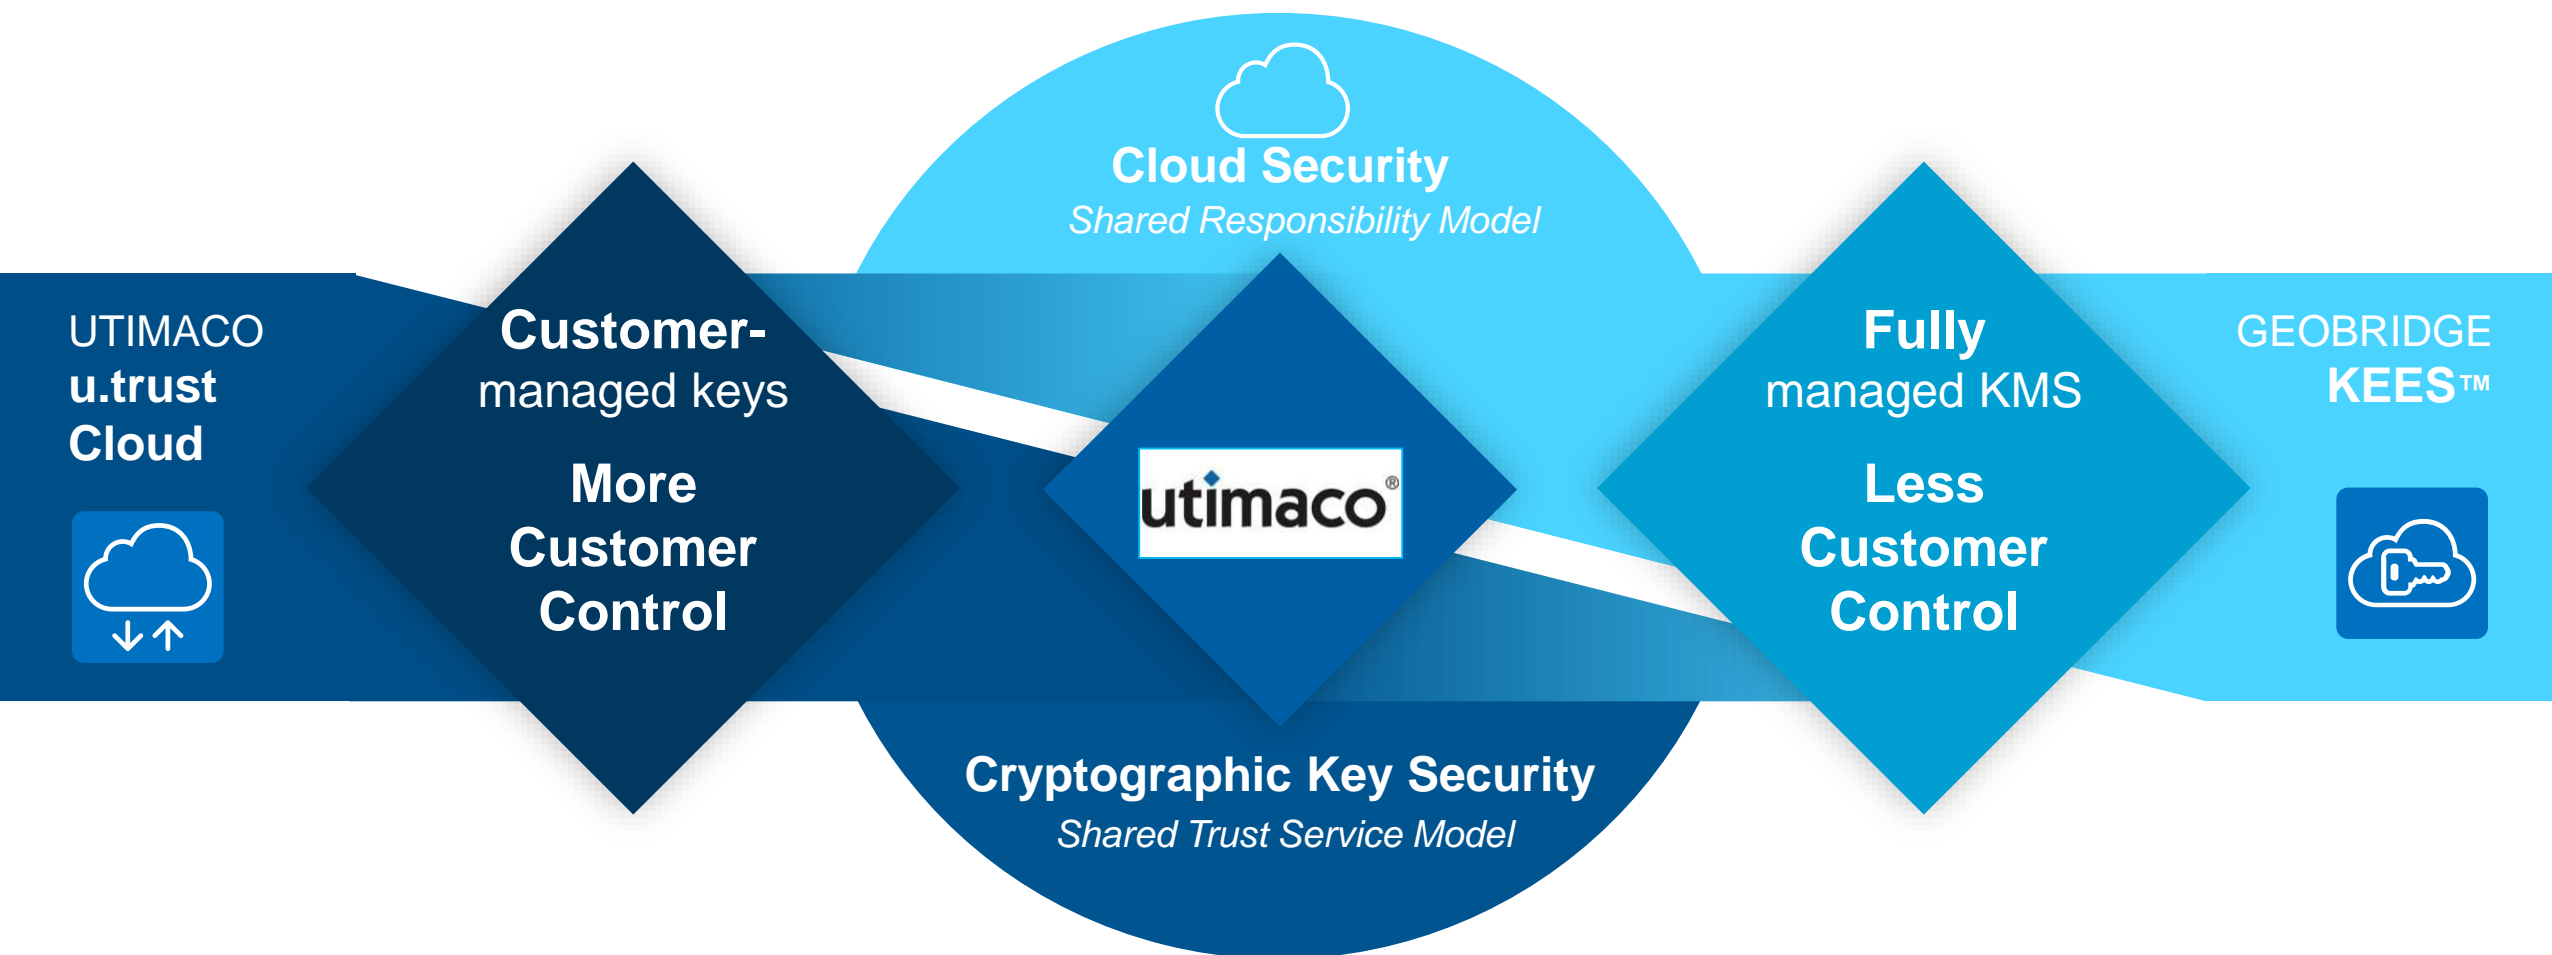 Cloud Security
Shared Responsibility Model
UTIMACO
u.trust
Cloud
Customer-
managed keys
More
Customer
Control
utimaco®
Fully
managed KMS
Less
Customer
Control
GEOBRIDGE
KEES™
Cryptographic Key Security
Shared Trust Service Model